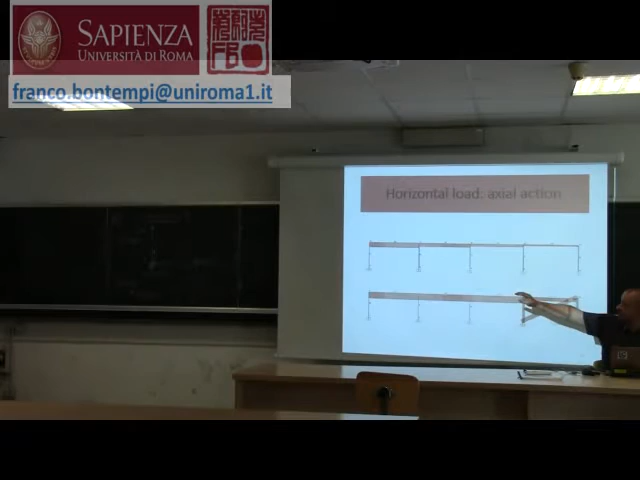 SAPIENZA
UNIVERSITÀ DI ROMA
franco.bontempi@uniroma1.it
Horizontal load: axial action